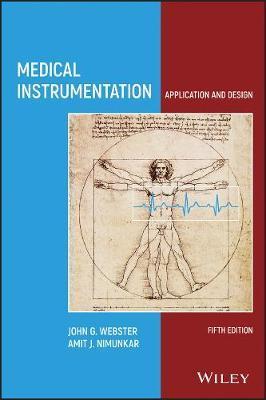 MEDICAL
INSTRUMENTATION
APPLICATION AND DESIGN
JOHN G. WEBSTER
AMIT J. NIMUNKAR
FIFTH EDITION
WILEY